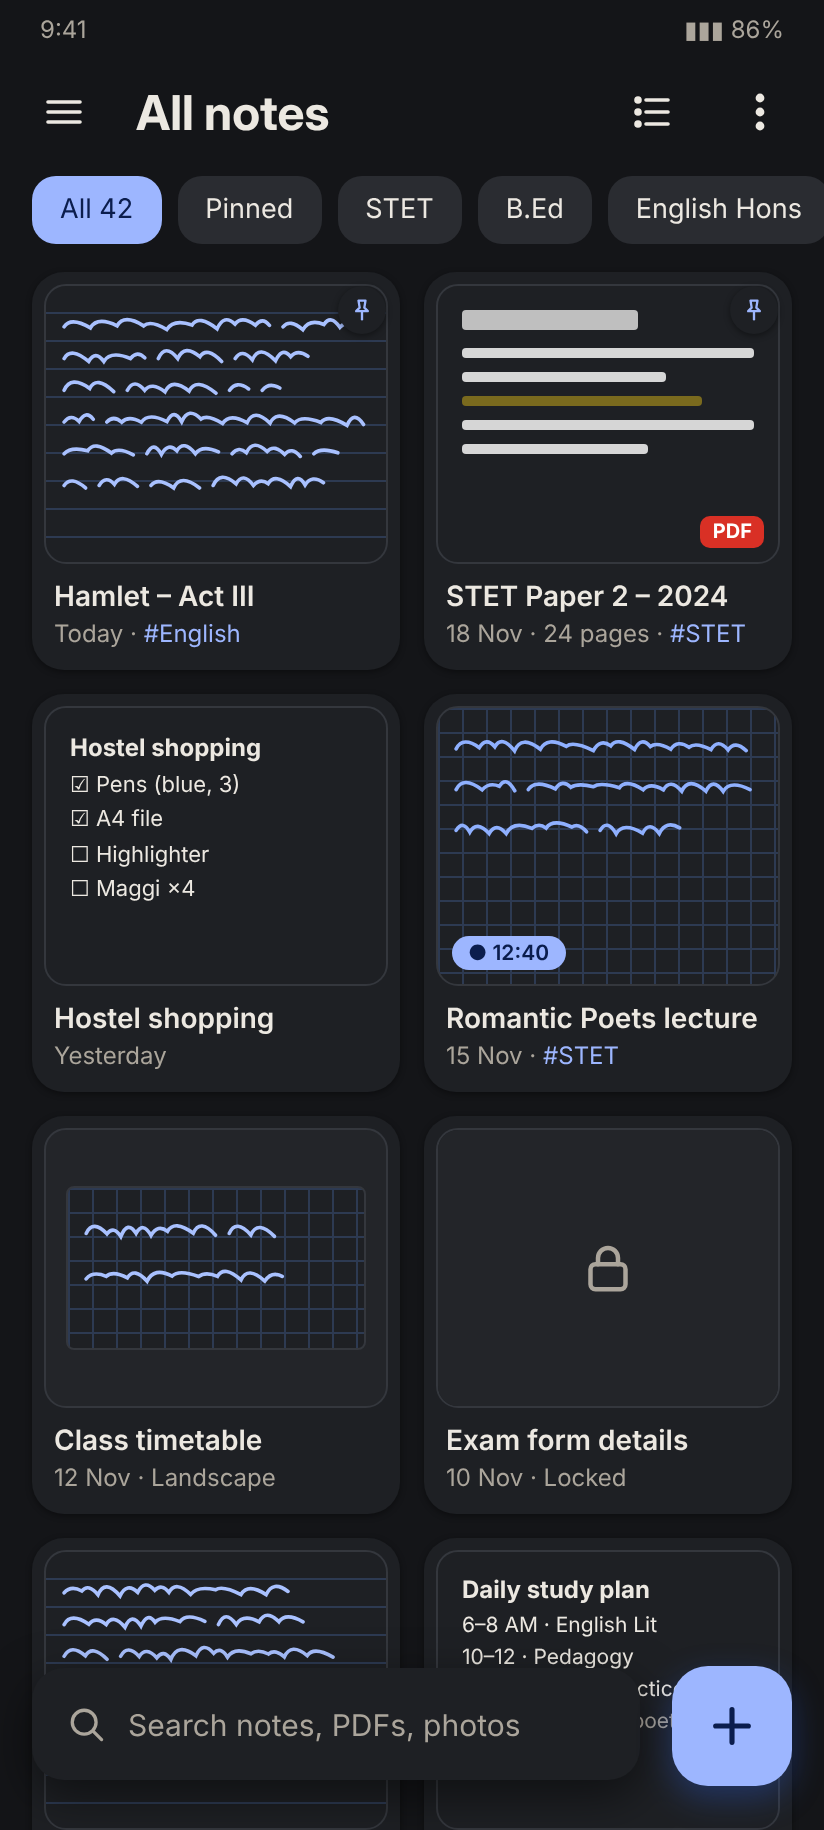 9:41 86%
All notes
All 42 Pinned STET B.Ed English Hons
PDF
Hamlet – Act III
Today · #English
STET Paper 2 – 2024
18 Nov · 24 pages · #STET
Hostel shopping
☑ Pens (blue, 3)
☑ A4 file
☐ Highlighter
☐ Maggi ×4
12:40
Hostel shopping
Yesterday
Romantic Poets lecture
15 Nov · #STET
Class timetable
12 Nov · Landscape
Exam form details
10 Nov · Locked
Daily study plan
6–8 AM · English Lit
10–12 · Pedagogy
Search notes, PDFs, photos